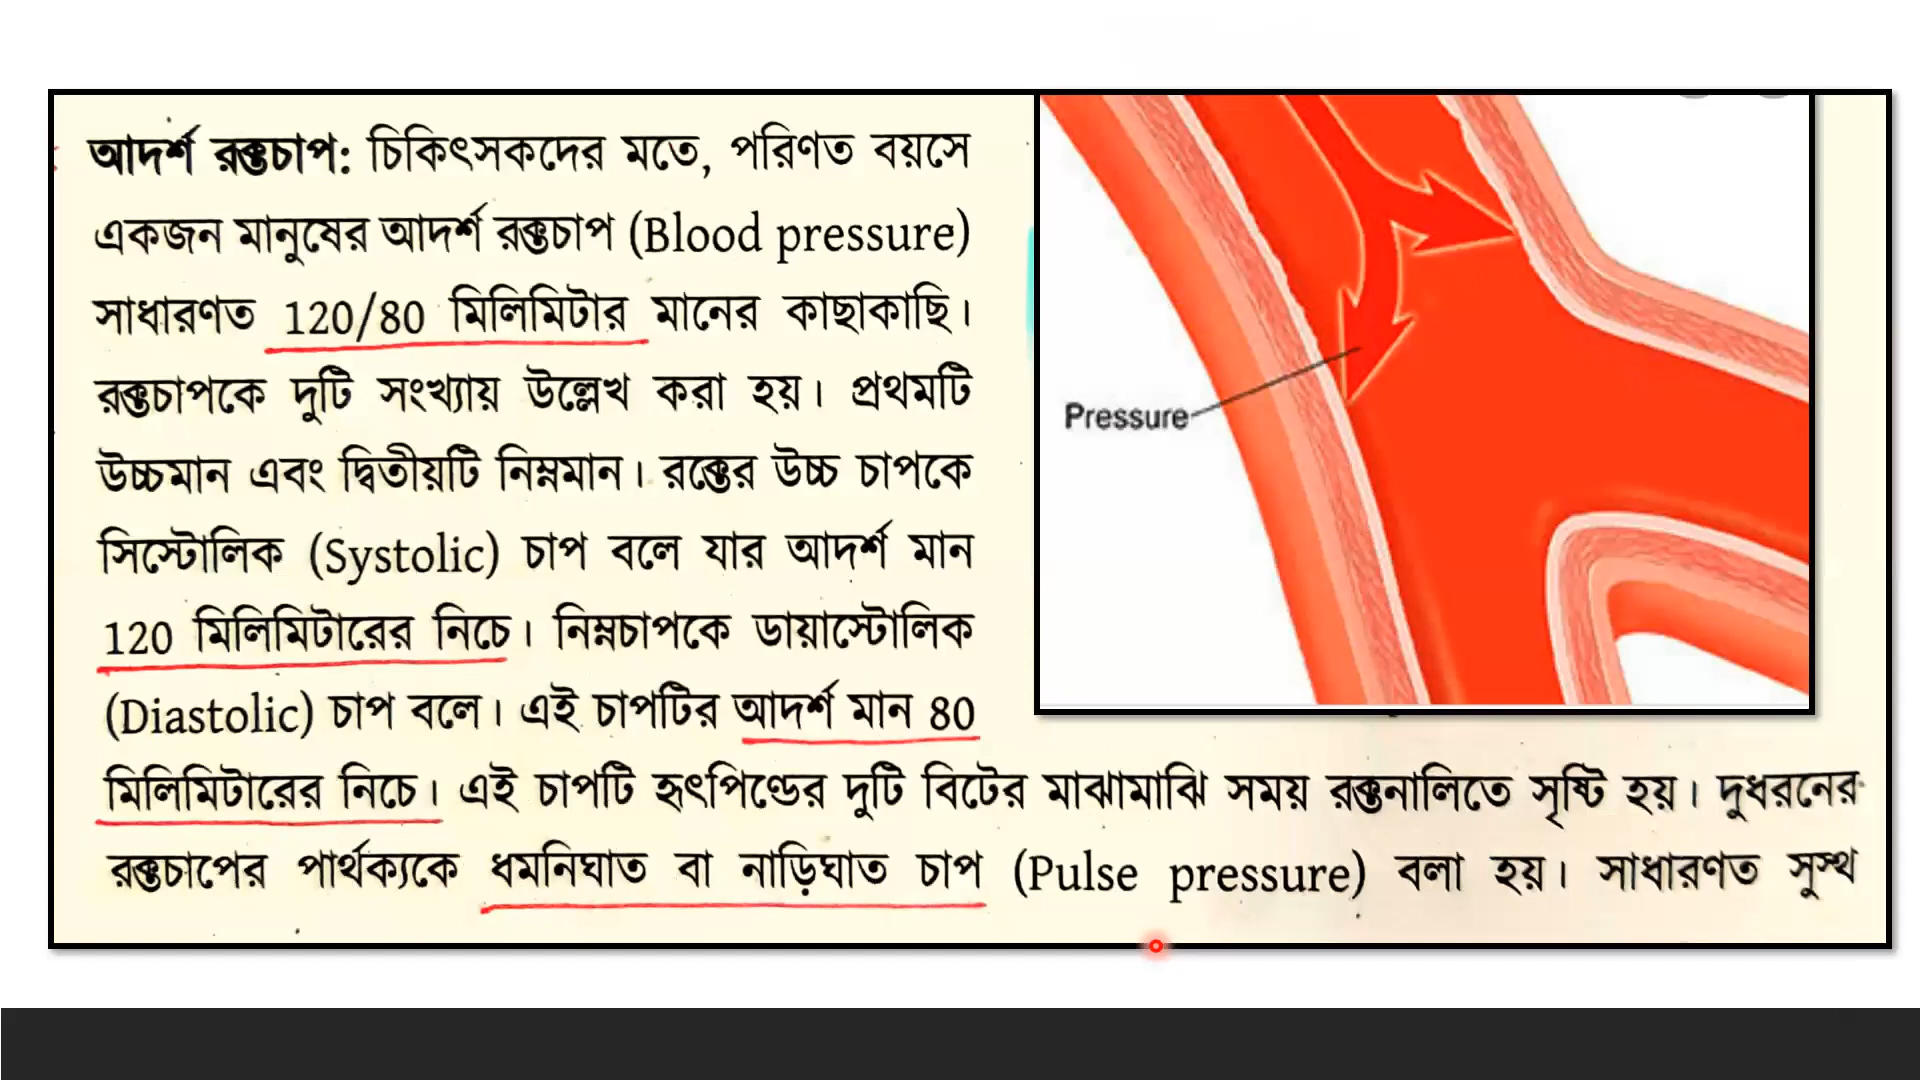 আদর্শ রক্তচাপ: চিকিৎসকদের মতে, পরিণত বয়সে
একজন মানুষের আদর্শ রক্তচাপ (Blood pressure)
সাধারণত 120/80 মিলিমিটার মানের কাছাকাছি।
রক্তচাপকে দুটি সংখ্যায় উল্লেখ করা হয়। প্রথমটি
উচ্চমান এবং দ্বিতীয়টি নিম্নমান। রক্তের উচ্চ চাপকে
সিস্টোলিক (Systolic) চাপ বলে যার আদর্শ মান
120 মিলিমিটারের নিচে। নিম্নচাপকে ডায়াস্টোলিক
(Diastolic) চাপ বলে। এই চাপটির আদর্শ মান 80
মিলিমিটারের নিচে। এই চাপটি হৃৎপিণ্ডের দুটি বিটের মাঝামাঝি সময় রক্তনালিতে সৃষ্টি হয়। দুধরনের
রক্তচাপের পার্থক্যকে ধমনিঘাত বা নাড়িঘাত চাপ (Pulse pressure) বলা হয়। সাধারণত সুস্থ
Pressure